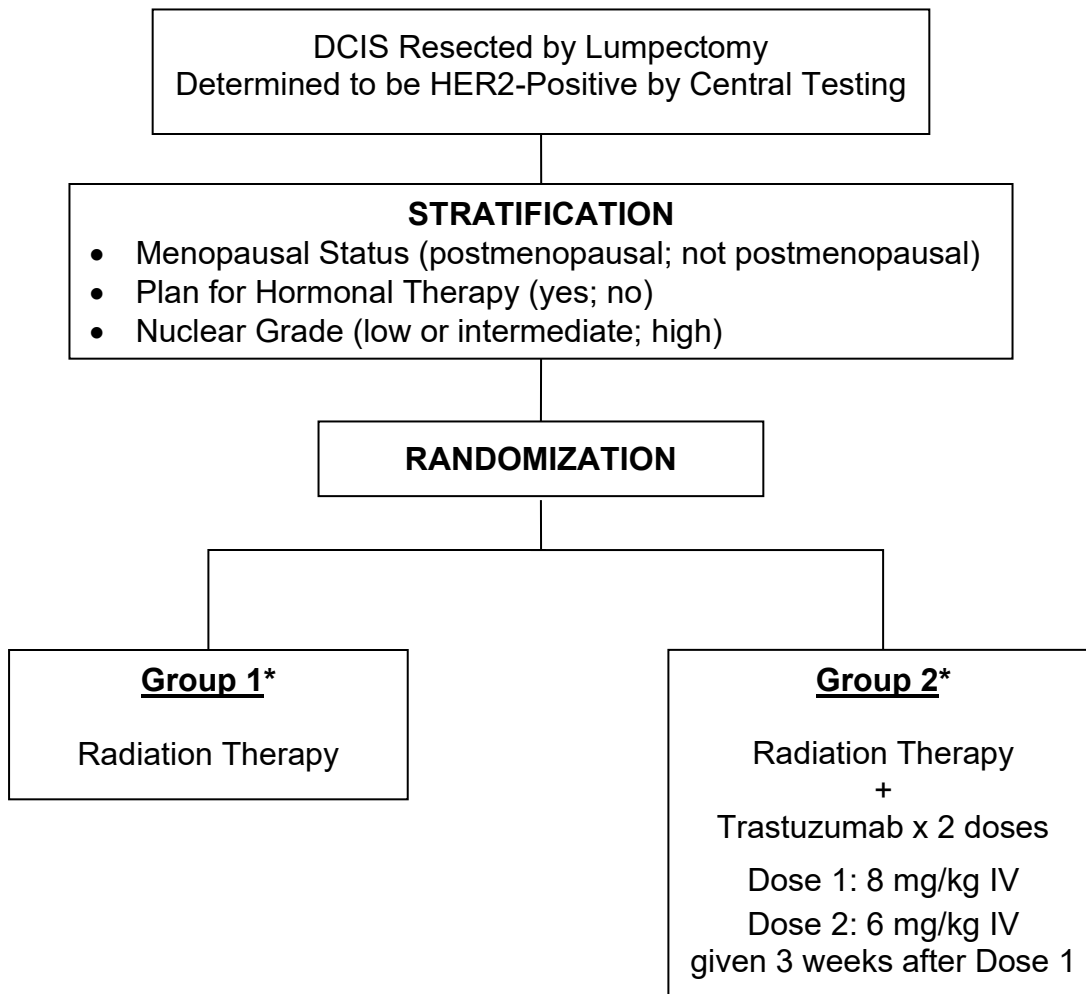 DCIS Resected by Lumpectomy
Determined to be HER2-Positive by Central Testing
STRATIFICATION
• Menopausal Status (postmenopausal; not postmenopausal)
• Plan for Hormonal Therapy (yes; no)
• Nuclear Grade (low or intermediate; high)
RANDOMIZATION
Group 1*
Radiation Therapy
Group 2*
Radiation Therapy
+
Trastuzumab x 2 doses
Dose 1: 8 mg/kg IV
Dose 2: 6 mg/kg IV
given 3 weeks after Dose 1